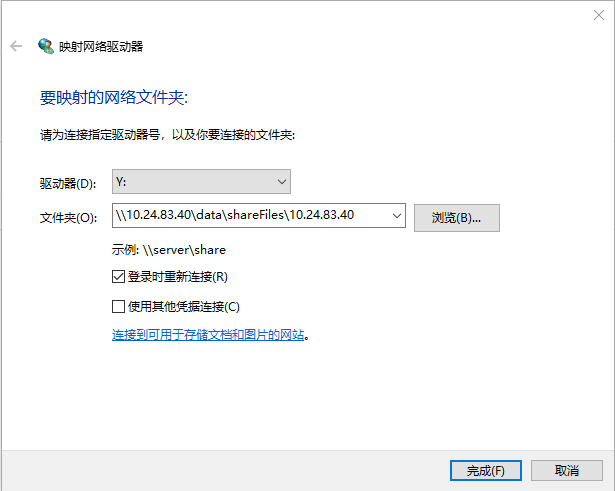 映射网络驱动器
要映射的网络文件夹:
请为连接指定驱动器号，以及你要连接的文件夹:
驱动器(D): Y:
文件夹(O): \\10.24.83.40\data\shareFiles\10.24.83.40 浏览(B)...
示例: \\server\share
登录时重新连接(R)
使用其他凭据连接(C)
连接到可用于存储文档和图片的网站。
完成(F) 取消